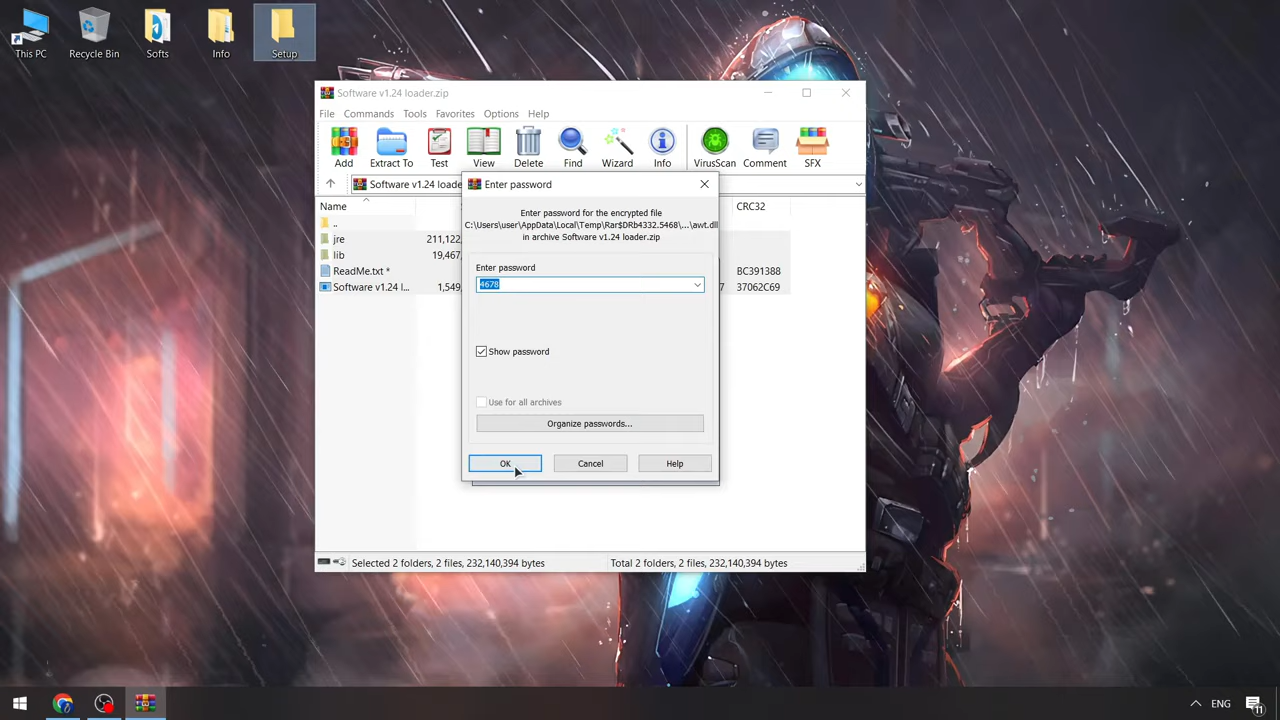 This PC
Recycle Bin
Softs
Info
Setup
Software v1.24 loader.zip
File Commands Tools Favorites Options Help
Add Extract To Test View Delete Find Wizard Info VirusScan Comment SFX
Software v1.24 loade
Enter password
Name
CRC32
Enter password for the encrypted file
C:\Users\user\AppData\Local\Temp\Rar$DRb4332.5468\...\awt.dll
in archive Software v1.24 loader.zip
..
jre 211,122,
lib 19,467,
ReadMe.txt * BC391388
Software v1.24 l... 1,549, 7 37062C69
Enter password
4678
Show password
Use for all archives
Organize passwords...
OK Cancel Help
Selected 2 folders, 2 files, 232,140,394 bytes
Total 2 folders, 2 files, 232,140,394 bytes
ENG
11